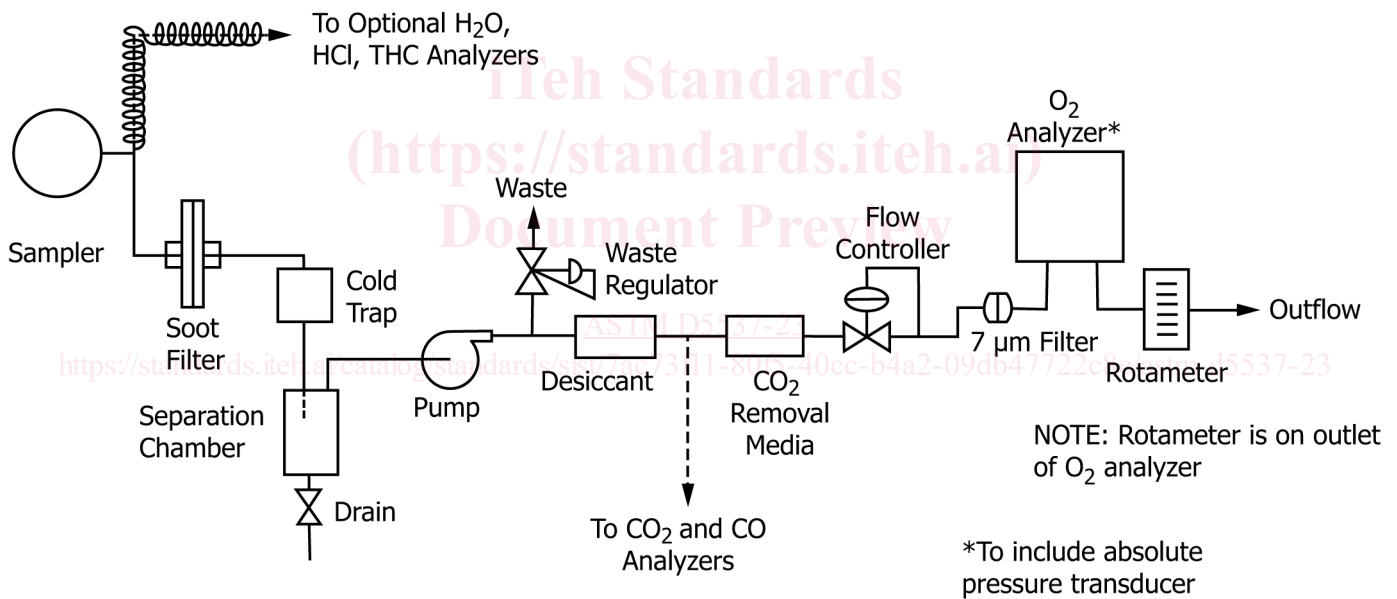 To Optional H₂O,
HCl, THC Analyzers
iTeh Standards
(https://standards.iteh.ai)
Document Preview
O₂
Analyzer*
Waste
Flow
Controller
Sampler
Waste
Regulator
Cold
Trap
Soot
Filter
ASTM D5537-23
Outflow
7 µm Filter
Rotameter
Desiccant
CO₂
Removal
Media
Pump
Separation
Chamber
NOTE: Rotameter is on outlet
of O₂ analyzer
Drain
To CO₂ and CO
Analyzers
*To include absolute
pressure transducer